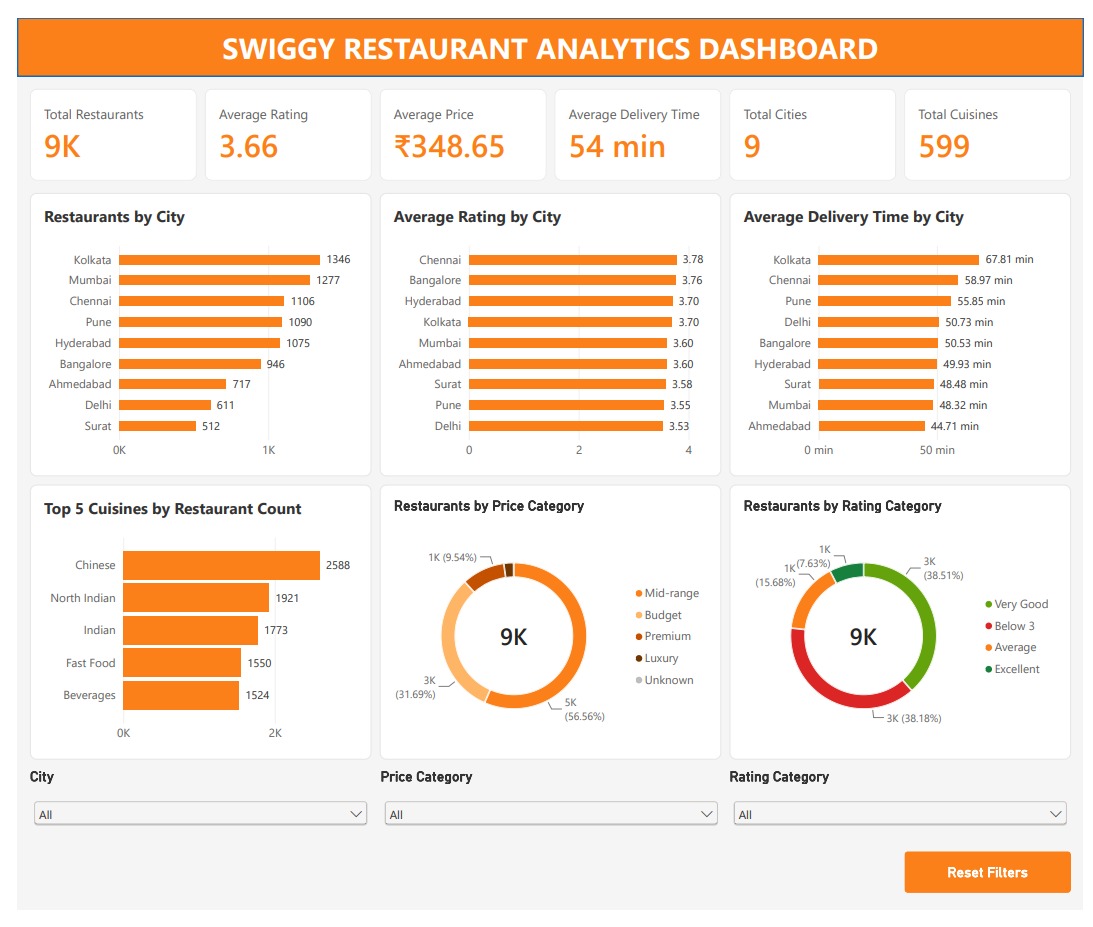 SWIGGY RESTAURANT ANALYTICS DASHBOARD
Total Restaurants
9K
Average Rating
3.66
Average Price
₹348.65
Average Delivery Time
54 min
Total Cities
9
Total Cuisines
599
Restaurants by City
Kolkata 1346
Mumbai 1277
Chennai 1106
Pune 1090
Hyderabad 1075
Bangalore 946
Ahmedabad 717
Delhi 611
Surat 512
0K 1K
Average Rating by City
Chennai 3.78
Bangalore 3.76
Hyderabad 3.70
Kolkata 3.70
Mumbai 3.60
Ahmedabad 3.60
Surat 3.58
Pune 3.55
Delhi 3.53
0 2 4
Average Delivery Time by City
Kolkata 67.81 min
Chennai 58.97 min
Pune 55.85 min
Delhi 50.73 min
Bangalore 50.53 min
Hyderabad 49.93 min
Surat 48.48 min
Mumbai 48.32 min
Ahmedabad 44.71 min
0 min 50 min
Top 5 Cuisines by Restaurant Count
Chinese 2588
North Indian 1921
Indian 1773
Fast Food 1550
Beverages 1524
0K 2K
Restaurants by Price Category
1K (9.54%)
9K
3K
(31.69%)
5K
(56.56%)
Mid-range
Budget
Premium
Luxury
Unknown
Restaurants by Rating Category
1K
(7.63%)
1K
(15.68%)
3K
(38.51%)
9K
3K (38.18%)
Very Good
Below 3
Average
Excellent
City
All
Price Category
All
Rating Category
All
Reset Filters